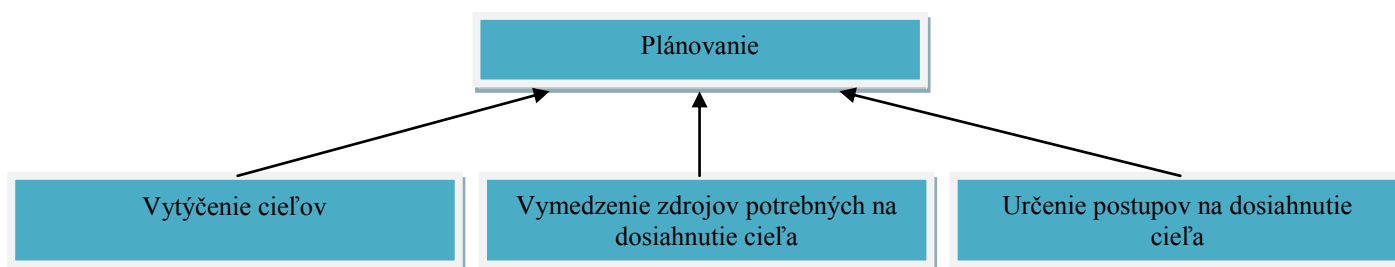 Plánovanie
Vytýčenie cieľov
Vymedzenie zdrojov potrebných na
dosiahnutie cieľa
Určenie postupov na dosiahnutie
cieľa